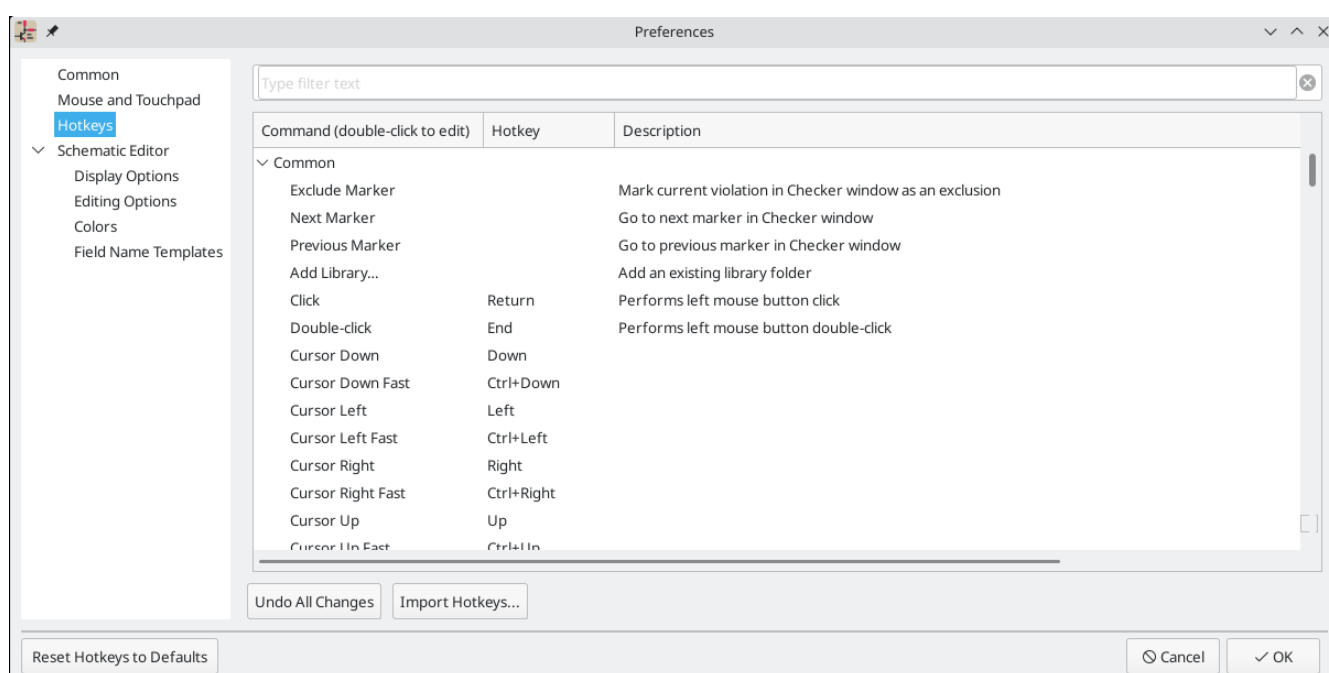 Preferences
Common
Mouse and Touchpad
Hotkeys
Schematic Editor
Display Options
Editing Options
Colors
Field Name Templates
Type filter text
Command (double-click to edit) Hotkey Description
Common
Exclude Marker Mark current violation in Checker window as an exclusion
Next Marker Go to next marker in Checker window
Previous Marker Go to previous marker in Checker window
Add Library... Add an existing library folder
Click Return Performs left mouse button click
Double-click End Performs left mouse button double-click
Cursor Down Down
Cursor Down Fast Ctrl+Down
Cursor Left Left
Cursor Left Fast Ctrl+Left
Cursor Right Right
Cursor Right Fast Ctrl+Right
Cursor Up Up
Cursor Up Fast Ctrl+Up
Undo All Changes Import Hotkeys...
Reset Hotkeys to Defaults Cancel OK